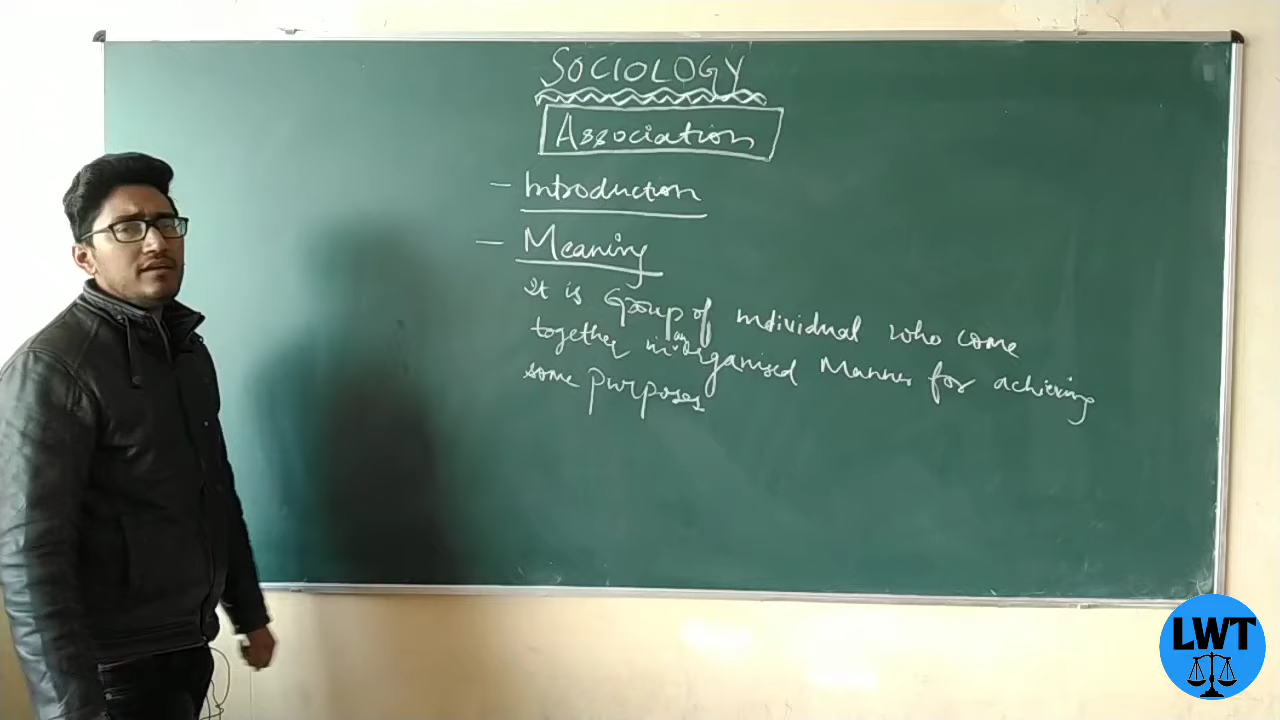 SOCIOLOGY
Association
- Introduction
- Meaning
It is Group of individual who come
together in an organised Manner for achieving
some purposes
LWT